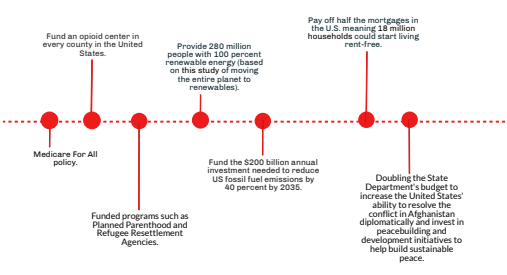 Fund an opioid center in
every county in the United
States.
Medicare For All
policy.
Funded programs such as
Planned Parenthood and
Refugee Resettlement
Agencies.
Provide 280 million
people with 100 percent
renewable energy (based
on this study of moving
the entire planet to
renewables).
Fund the $200 billion annual
investment needed to reduce
US fossil fuel emissions by
40 percent by 2035.
Pay off half the mortgages in
the U.S. meaning 18 million
households could start living
rent-free.
Doubling the State
Department's budget to
increase the United States'
ability to resolve the
conflict in Afghanistan
diplomatically and invest in
peacebuilding and
development initiatives to
help build sustainable
peace.